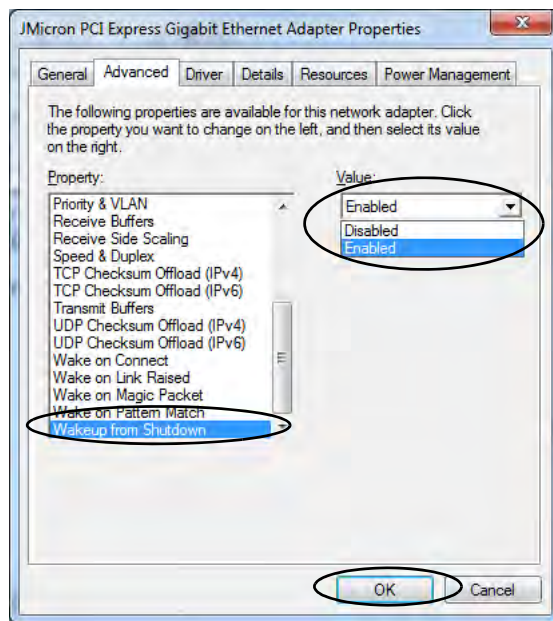 JMicron PCI Express Gigabit Ethernet Adapter Properties
General Advanced Driver Details Resources Power Management
The following properties are available for this network adapter. Click
the property you want to change on the left, and then select its value
on the right.
Property:
Priority & VLAN
Receive Buffers
Receive Side Scaling
Speed & Duplex
TCP Checksum Offload (IPv4)
TCP Checksum Offload (IPv6)
Transmit Buffers
UDP Checksum Offload (IPv4)
UDP Checksum Offload (IPv6)
Wake on Connect
Wake on Link Raised
Wake on Magic Packet
Wake on Pattern Match
Wakeup from Shutdown
Value:
Enabled
Disabled
Enabled
OK Cancel